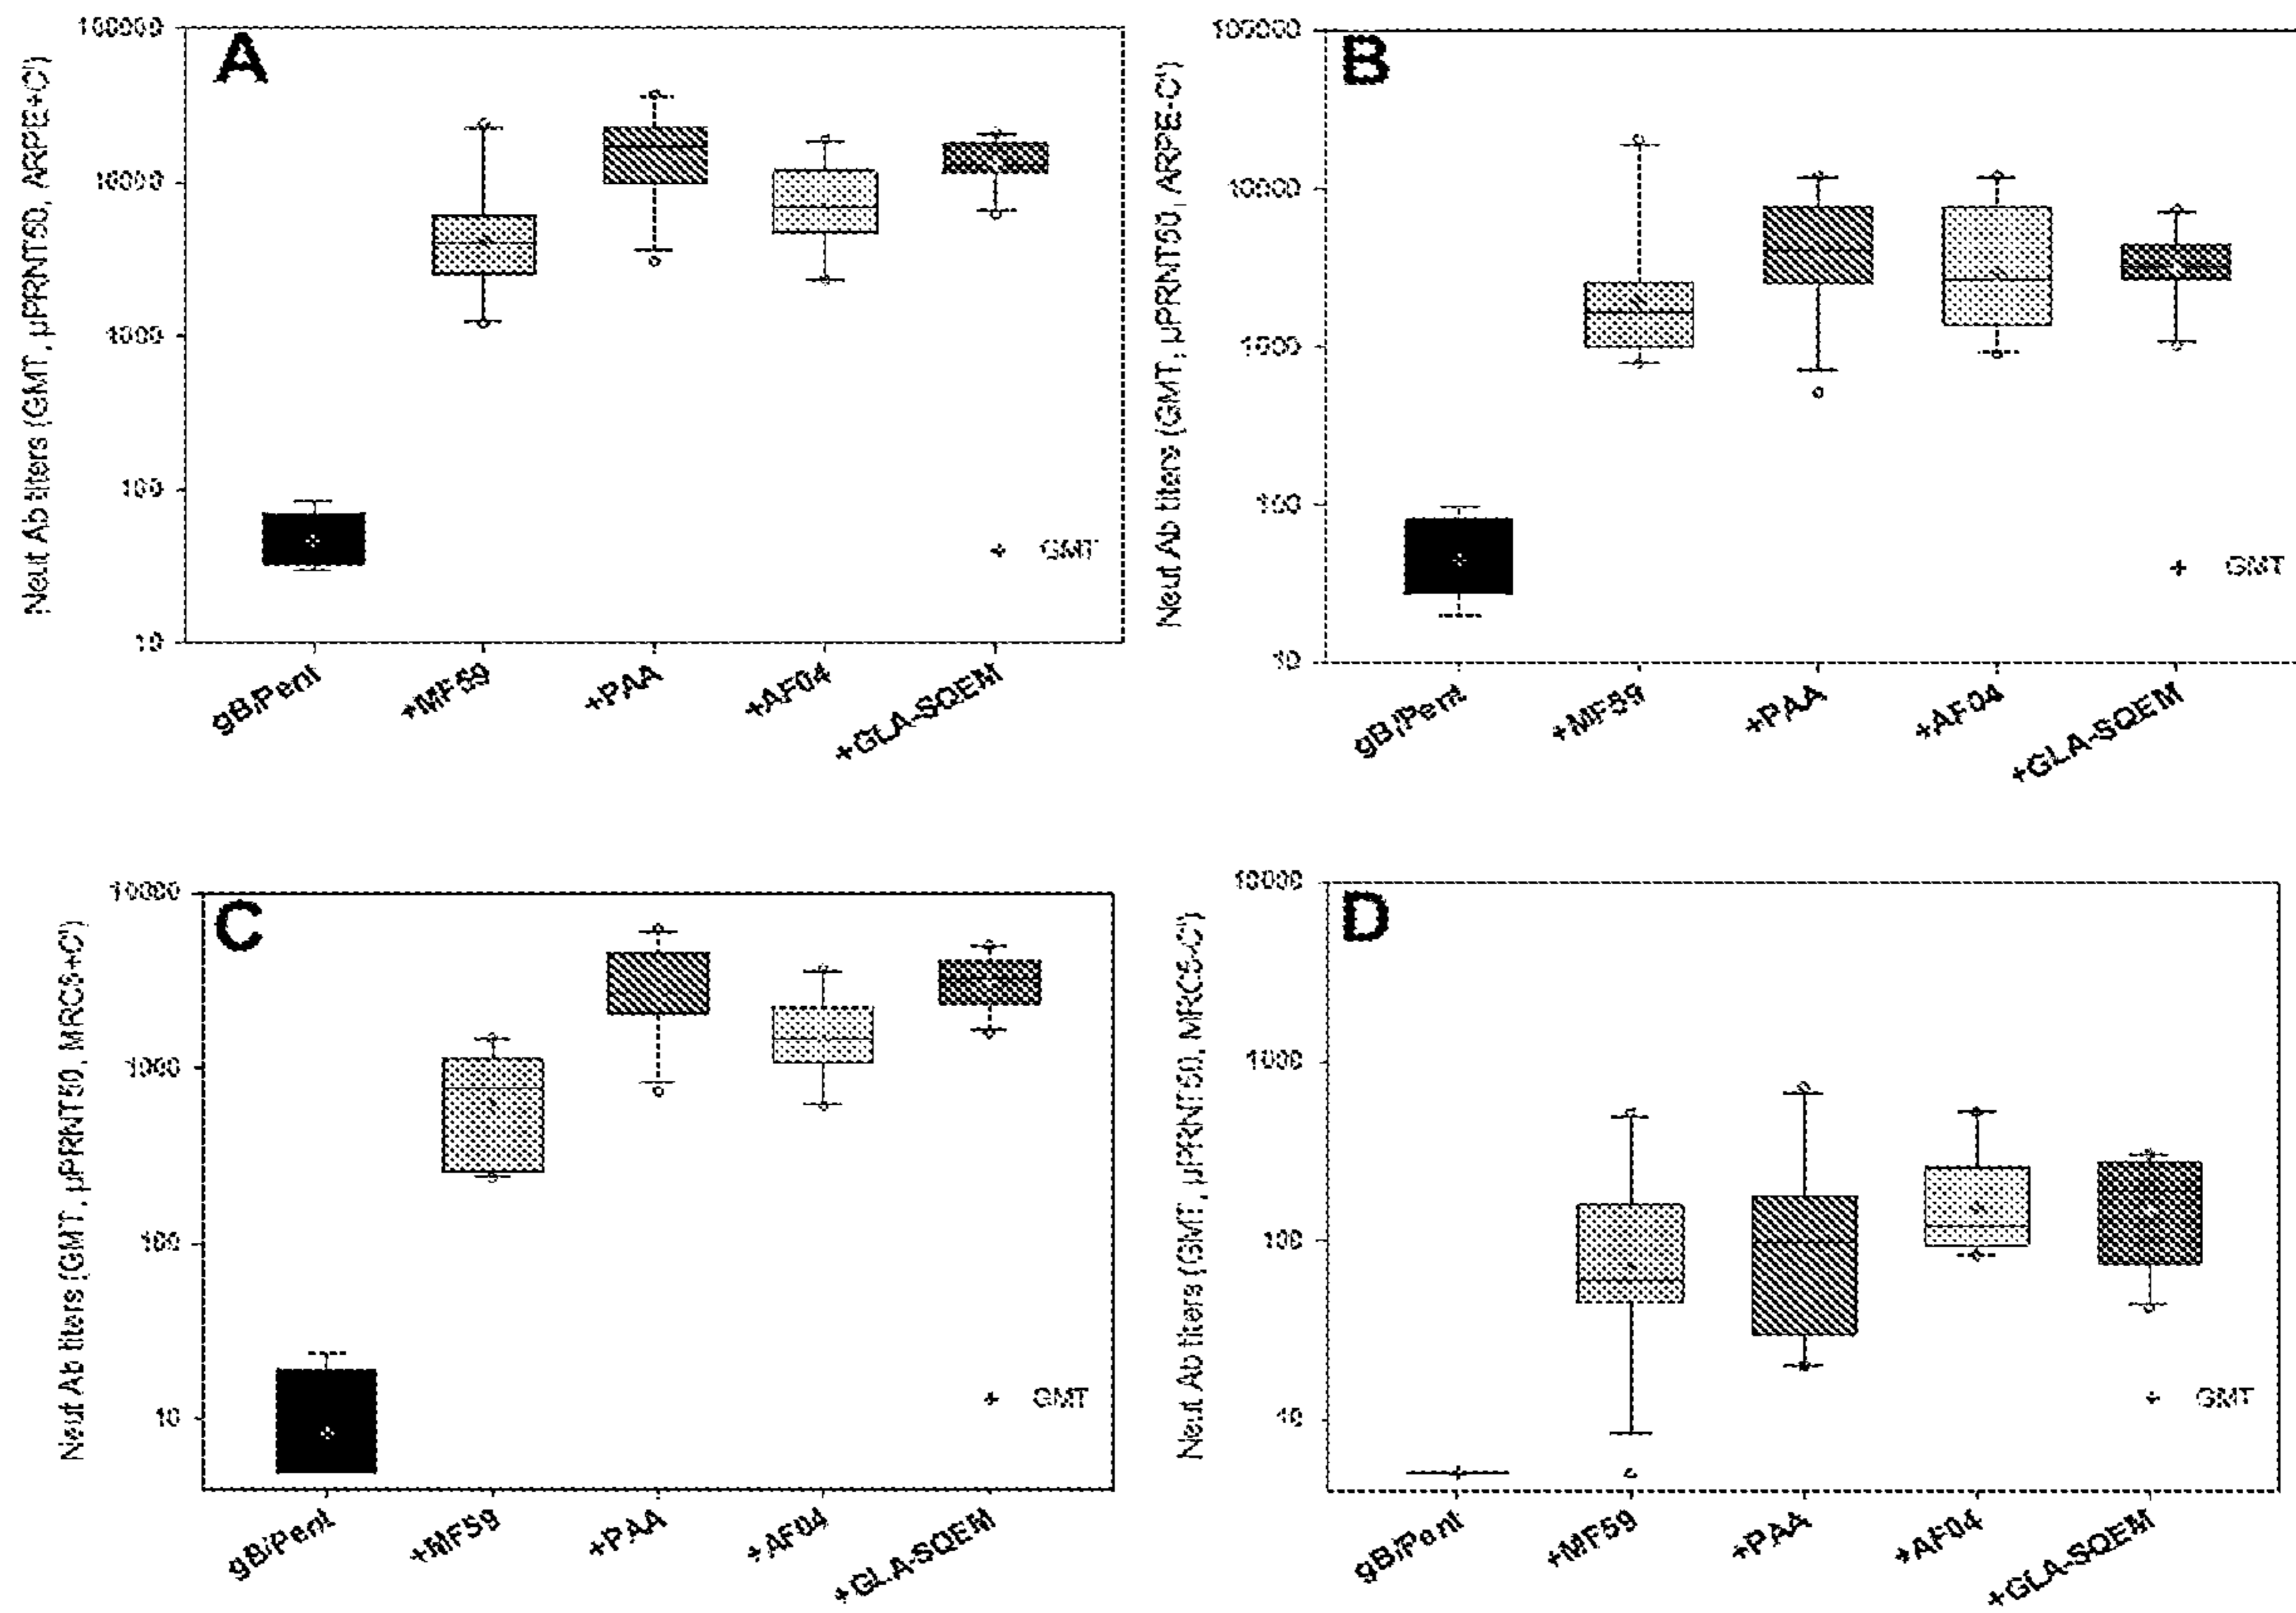 A
Neut Ab titers (GMT, µPRNT50, ARPE+C')
100000
10000
1000
100
10
GMT
gB/Pent
+MF59
+PAA
+AF04
+GLA-SQEM
B
Neut Ab titers (GMT, µPRNT50, ARPE-C')
100000
10000
1000
100
10
GMT
gB/Pent
+MF59
+PAA
+AF04
+GLA-SQEM
C
Neut Ab titers (GMT, µPRNT50, MRC5+C')
10000
1000
100
10
GMT
gB/Pent
+MF59
+PAA
+AF04
+GLA-SQEM
D
Neut Ab titers (GMT, µPRNT50, MRC5-C')
10000
1000
100
10
GMT
gB/Pent
+MF59
+PAA
+AF04
+GLA-SQEM